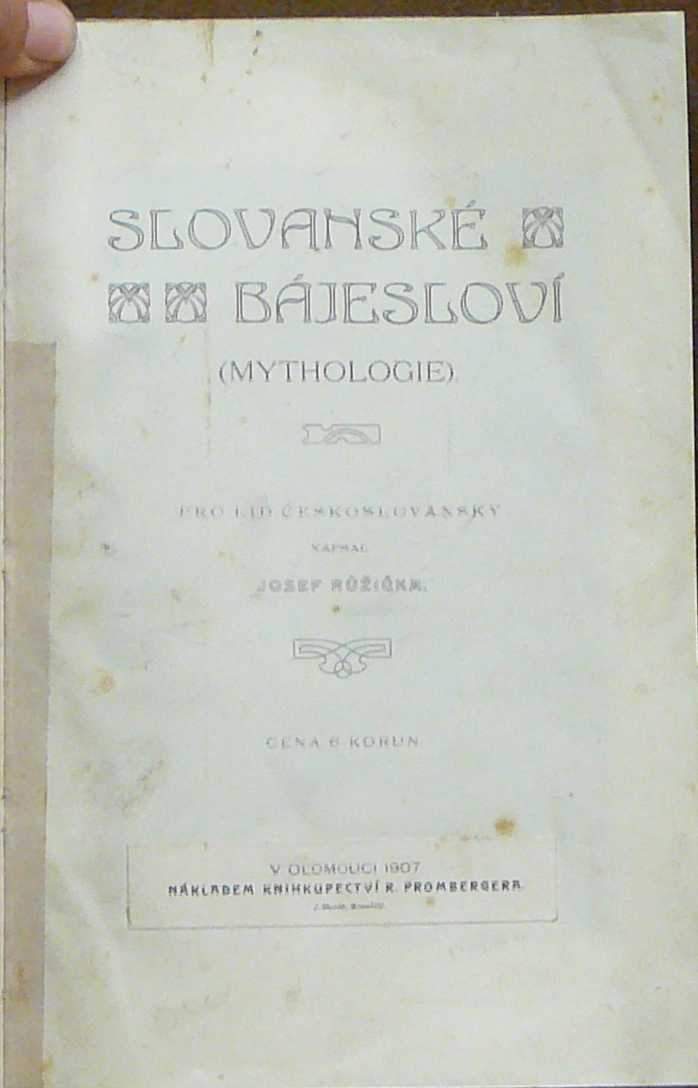 SLOVANSKÉ
BÁJESLOVÍ
(MYTHOLOGIE).
PRO LID ČESKOSLOVANSKÝ
NAPSAL
JOSEF RŮŽIČKA.
CENA 6 KORUN
V OLOMOUCI 1907
NÁKLADEM KNIHKUPECTVÍ R. PROMBERGERA